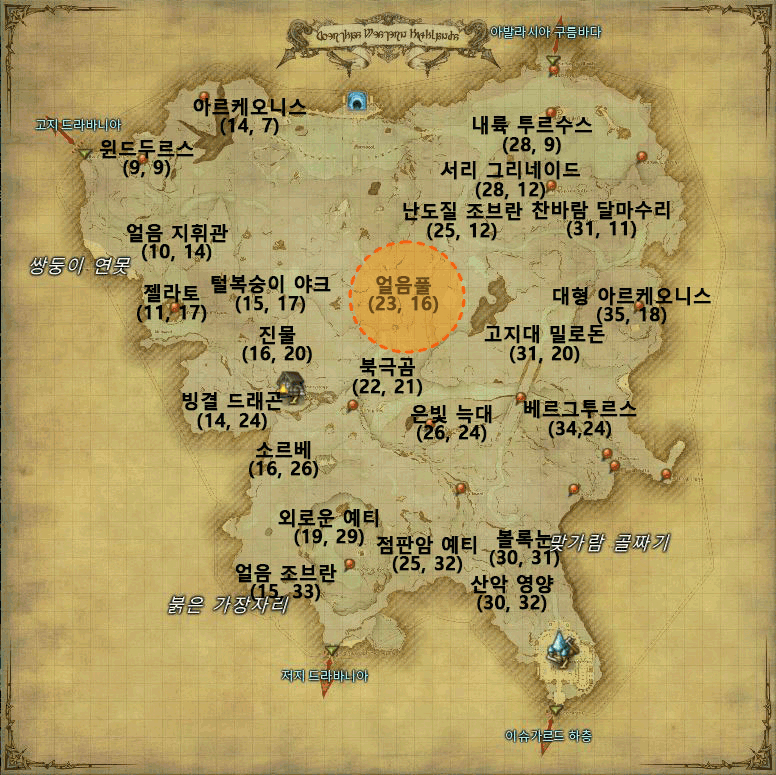 아발라시아 구름바다
아르케오니스
(14, 7)
고지 드라바니아
내륙 투르수스
(28, 9)
윈드두르스
(9, 9)
서리 그리네이드
(28, 12)
난도질 조브란
(25, 12)
찬바람 달마수리
(31, 11)
얼음 지휘관
(10, 14)
쌍둥이 연못
얼음풀
(23, 16)
털복숭이 야크
(15, 17)
젤라토
(11, 17)
대형 아르케오니스
(35, 18)
진물
(16, 20)
고지대 밀로돈
(31, 20)
북극곰
(22, 21)
빙결 드래곤
(14, 24)
은빛 늑대
(26, 24)
베르그투르스
(34,24)
소르베
(16, 26)
외로운 예티
(19, 29)
점판암 예티
(25, 32)
볼록눈
(30, 31)
맞가람 골짜기
얼음 조브란
(15, 33)
산악 영양
(30, 32)
붉은 가장자리
저지 드라바니아
이슈가르드 하층